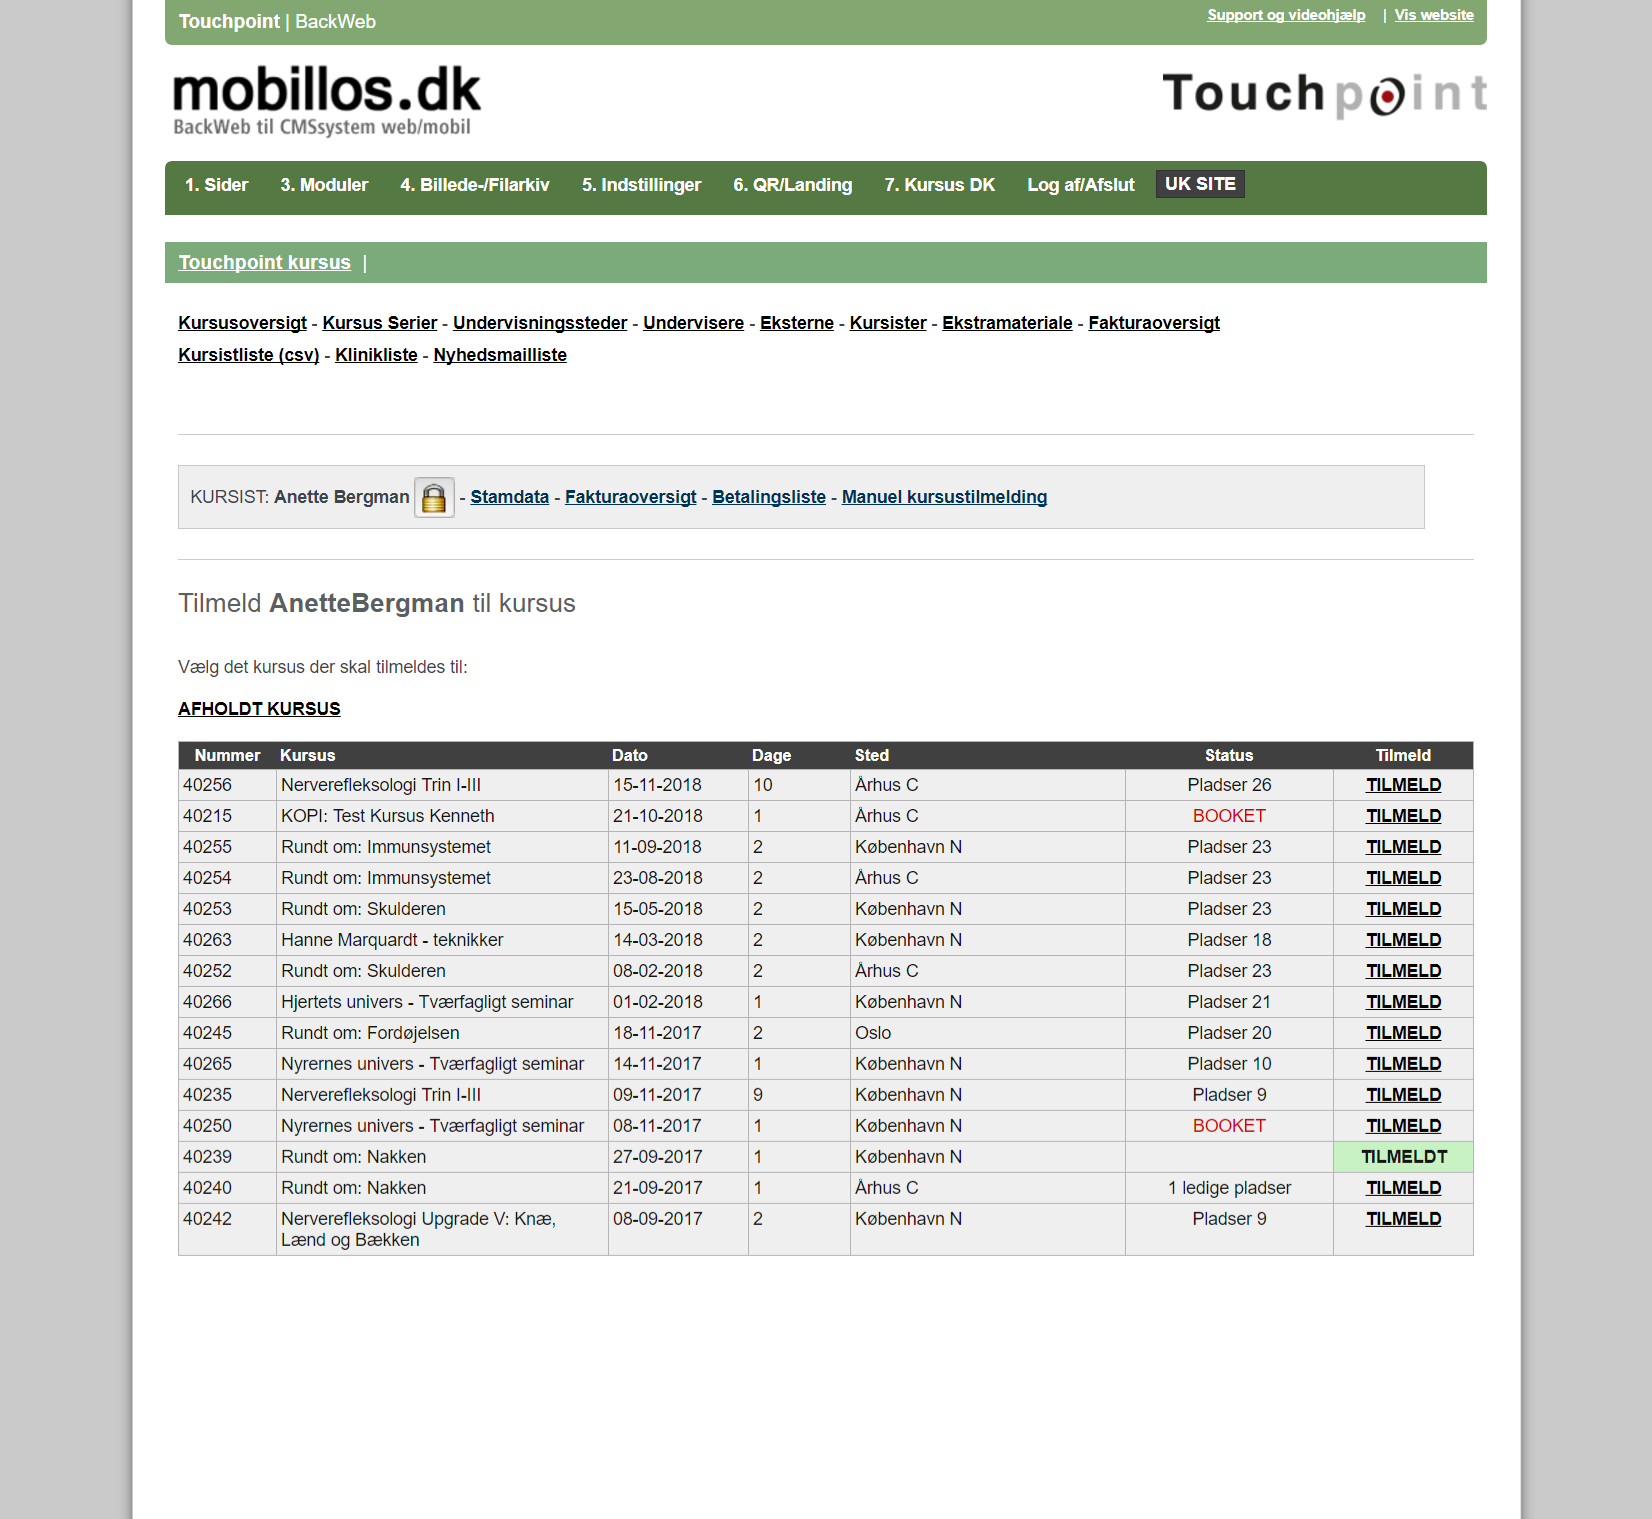 Touchpoint | BackWeb
Support og videohjælp | Vis website
mobillos.dk
BackWeb til CMSsystem web/mobil
Touchpoint
1. Sider 3. Moduler 4. Billede-/Filarkiv 5. Indstillinger 6. QR/Landing 7. Kursus DK Log af/Afslut UK SITE
Touchpoint kursus |
Kursusoversigt - Kursus Serier - Undervisningssteder - Undervisere - Eksterne - Kursister - Ekstramateriale - Fakturaoversigt
Kursistliste (csv) - Klinikliste - Nyhedsmailliste
KURSIST: Anette Bergman - Stamdata - Fakturaoversigt - Betalingsliste - Manuel kursustilmelding
Tilmeld AnetteBergman til kursus
Vælg det kursus der skal tilmeldes til:
AFHOLDT KURSUS
Nummer Kursus Dato Dage Sted Status Tilmeld
40256 Nerverefleksologi Trin I-III 15-11-2018 10 Århus C Pladser 26 TILMELD
40215 KOPI: Test Kursus Kenneth 21-10-2018 1 Århus C BOOKET TILMELD
40255 Rundt om: Immunsystemet 11-09-2018 2 København N Pladser 23 TILMELD
40254 Rundt om: Immunsystemet 23-08-2018 2 Århus C Pladser 23 TILMELD
40253 Rundt om: Skulderen 15-05-2018 2 København N Pladser 23 TILMELD
40263 Hanne Marquardt - teknikker 14-03-2018 2 København N Pladser 18 TILMELD
40252 Rundt om: Skulderen 08-02-2018 2 Århus C Pladser 23 TILMELD
40266 Hjertets univers - Tværfagligt seminar 01-02-2018 1 København N Pladser 21 TILMELD
40245 Rundt om: Fordøjelsen 18-11-2017 2 Oslo Pladser 20 TILMELD
40265 Nyrernes univers - Tværfagligt seminar 14-11-2017 1 København N Pladser 10 TILMELD
40235 Nerverefleksologi Trin I-III 09-11-2017 9 København N Pladser 9 TILMELD
40250 Nyrernes univers - Tværfagligt seminar 08-11-2017 1 København N BOOKET TILMELD
40239 Rundt om: Nakken 27-09-2017 1 København N TILMELDT
40240 Rundt om: Nakken 21-09-2017 1 Århus C 1 ledige pladser TILMELD
40242 Nerverefleksologi Upgrade V: Knæ, 08-09-2017 2 København N Pladser 9 TILMELD
Lænd og Bækken